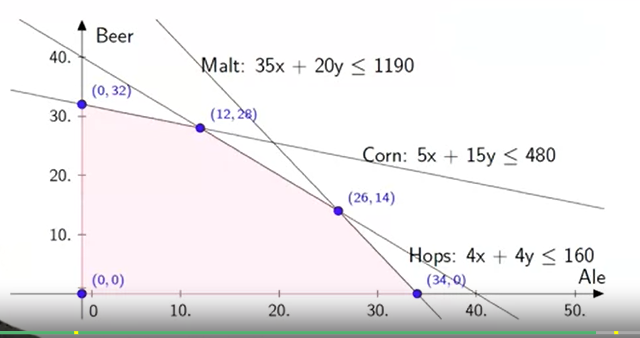 Beer
40.
Malt: 35x + 20y ≤ 1190
(0, 32)
30.
(12, 28)
Corn: 5x + 15y ≤ 480
20.
(26, 14)
10.
Hops: 4x + 4y ≤ 160
Ale
(0, 0)
(34, 0)
0 10. 20. 30. 40. 50.